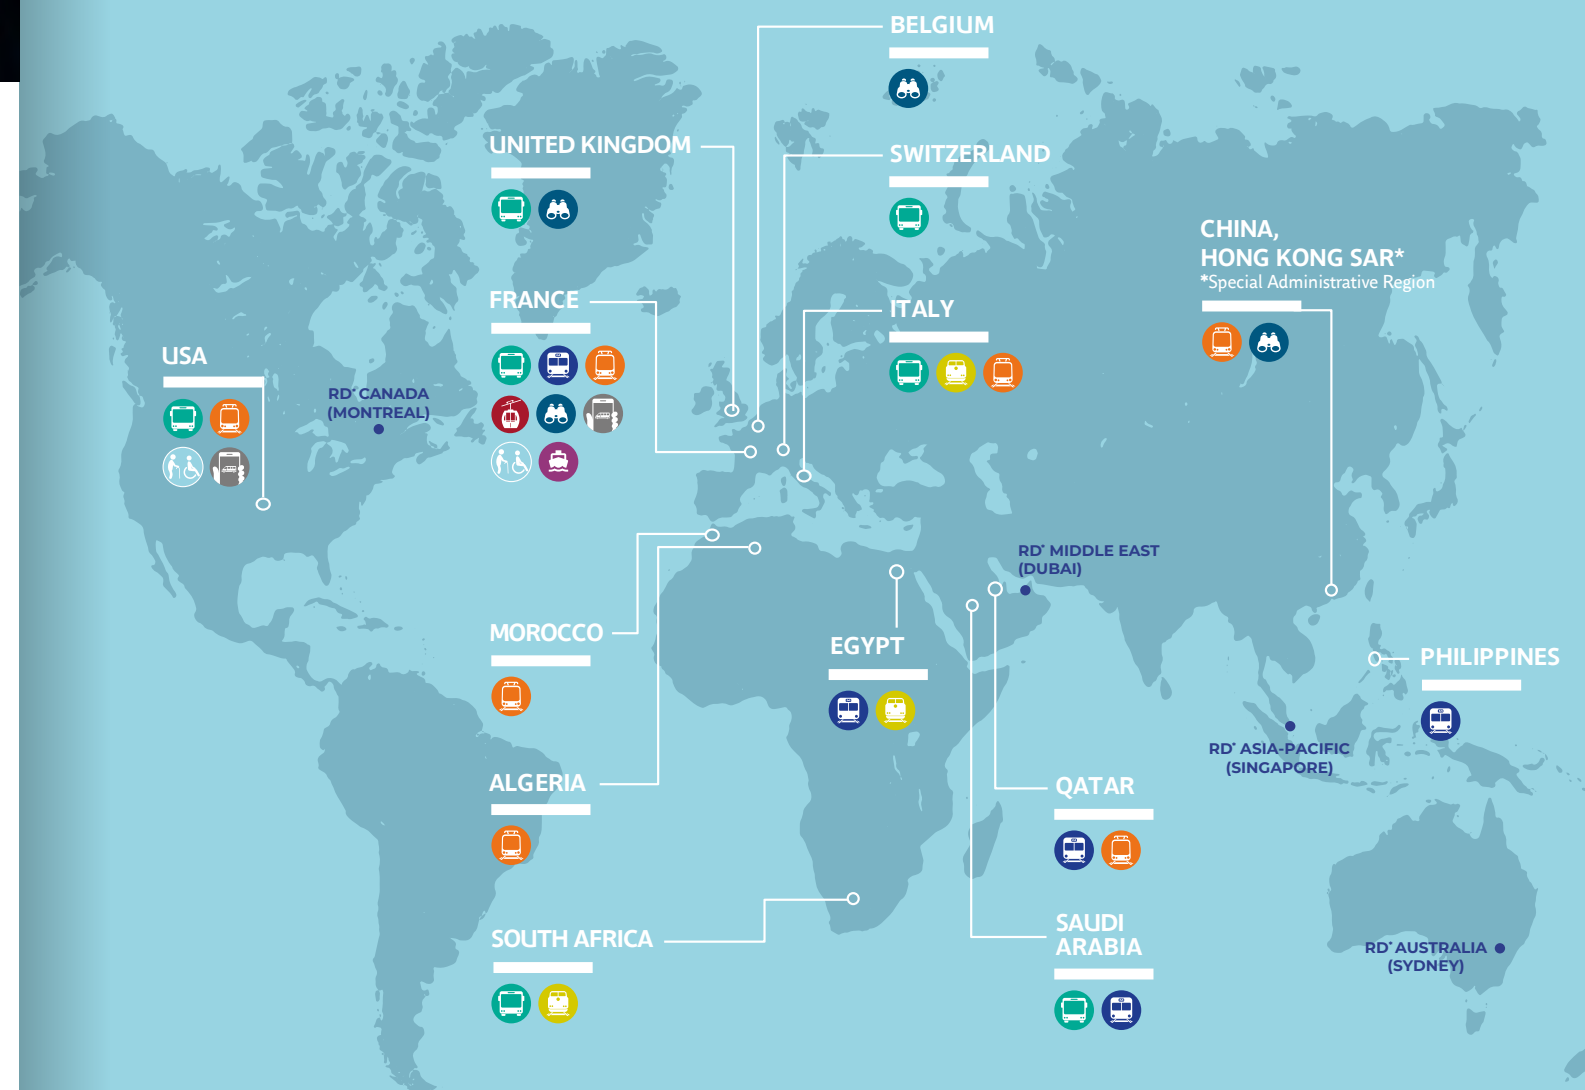 BELGIUM
UNITED KINGDOM
SWITZERLAND
CHINA,
HONG KONG SAR*
*Special Administrative Region
FRANCE
ITALY
USA
RD* CANADA
(MONTREAL)
RD* MIDDLE EAST
(DUBAI)
MOROCCO
EGYPT
PHILIPPINES
RD* ASIA-PACIFIC
(SINGAPORE)
ALGERIA
QATAR
SOUTH AFRICA
SAUDI
ARABIA
RD* AUSTRALIA
(SYDNEY)